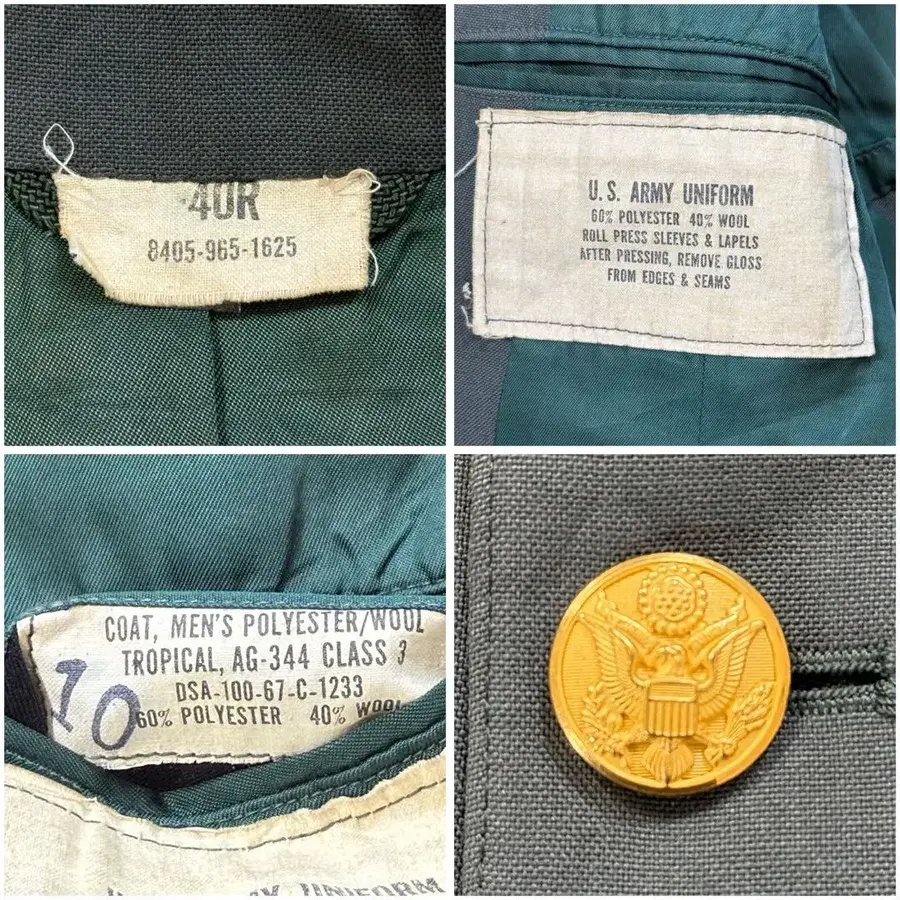 40R
8405-965-1625
U.S. ARMY UNIFORM
60% POLYESTER 40% WOOL
ROLL PRESS SLEEVES & LAPELS
AFTER PRESSING, REMOVE GLOSS
FROM EDGES & SEAMS
COAT, MEN'S POLYESTER/WOOL
TROPICAL, AG-344 CLASS 3
DSA-100-67-C-1233
60% POLYESTER 40% WOOL
10
UNIFORM